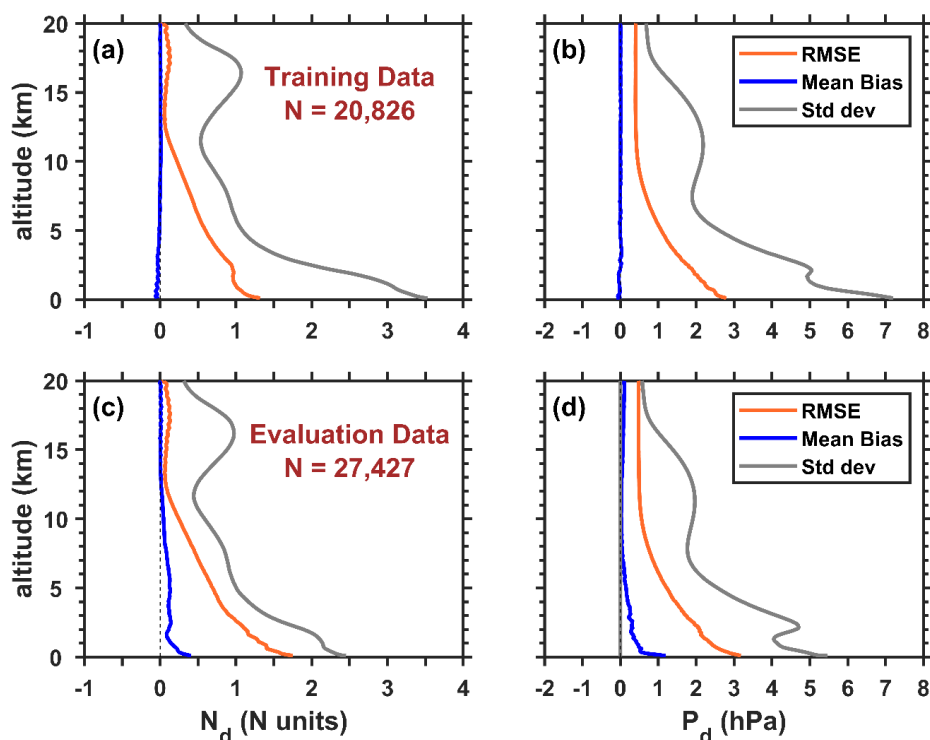 (a)
Training Data
N = 20,826
altitude (km)
20
15
10
5
0
-1 0 1 2 3 4
(b)
RMSE
Mean Bias
Std dev
20
15
10
5
0
-2 -1 0 1 2 3 4 5 6 7 8
(c)
Evaluation Data
N = 27,427
altitude (km)
20
15
10
5
0
-1 0 1 2 3 4
N_d (N units)
(d)
RMSE
Mean Bias
Std dev
20
15
10
5
0
-2 -1 0 1 2 3 4 5 6 7 8
P_d (hPa)